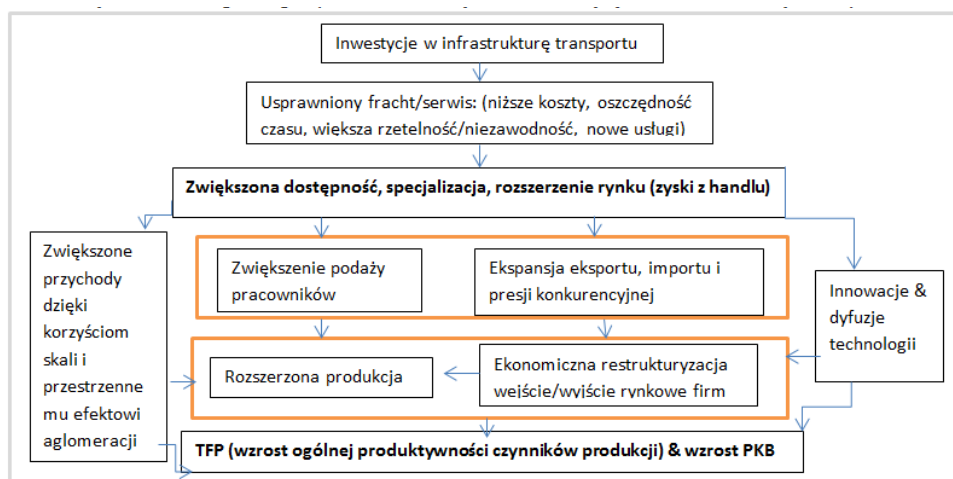 Inwestycje w infrastrukturę transportu
Usprawniony fracht/serwis: (niższe koszty, oszczędność
czasu, większa rzetelność/niezawodność, nowe usługi)
Zwiększona dostępność, specjalizacja, rozszerzenie rynku (zyski z handlu)
Zwiększone
przychody
dzięki
korzyściom
skali i
przestrzenne
mu efektowi
aglomeracji
Zwiększenie podaży
pracowników
Ekspansja eksportu, importu i
presji konkurencyjnej
Innowacje &
dyfuzje
technologii
Rozszerzona produkcja
Ekonomiczna restrukturyzacja
wejście/wyjście rynkowe firm
TFP (wzrost ogólnej produktywności czynników produkcji) & wzrost PKB